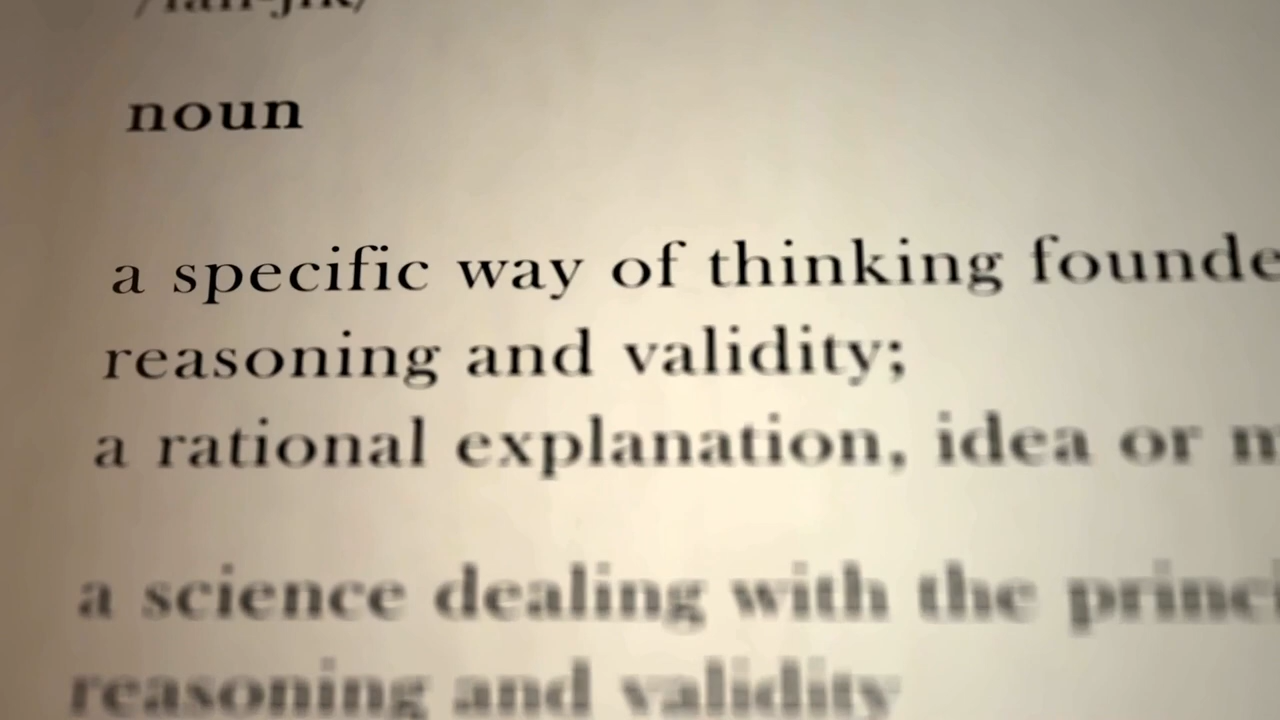 noun
a specific way of thinking founde
reasoning and validity;
a rational explanation, idea or
a science dealing with the princi
reasoning and validity